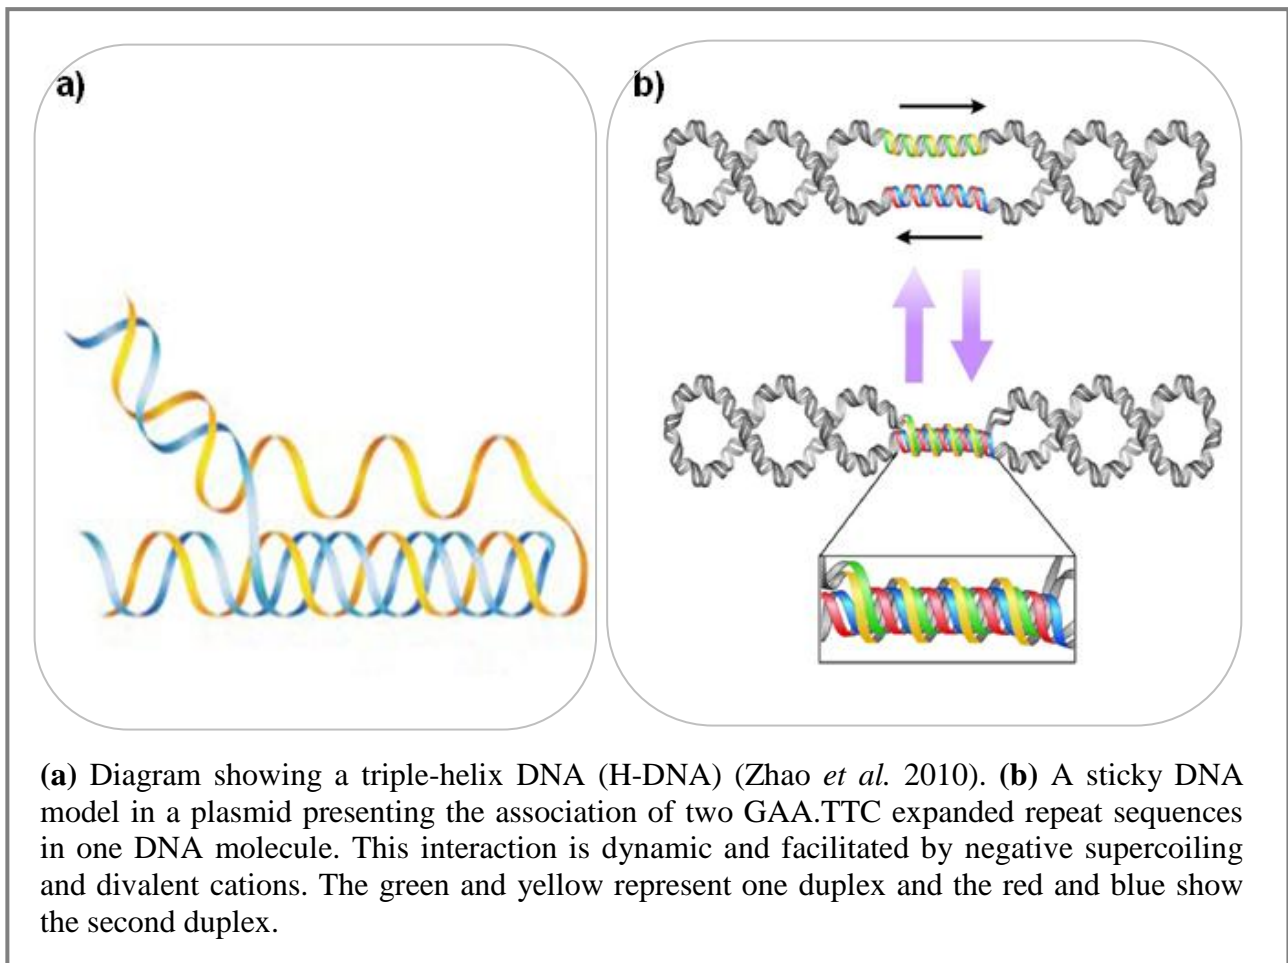 a)
b)
(a) Diagram showing a triple-helix DNA (H-DNA) (Zhao et al. 2010). (b) A sticky DNA
model in a plasmid presenting the association of two GAA.TTC expanded repeat sequences
in one DNA molecule. This interaction is dynamic and facilitated by negative supercoiling
and divalent cations. The green and yellow represent one duplex and the red and blue show
the second duplex.